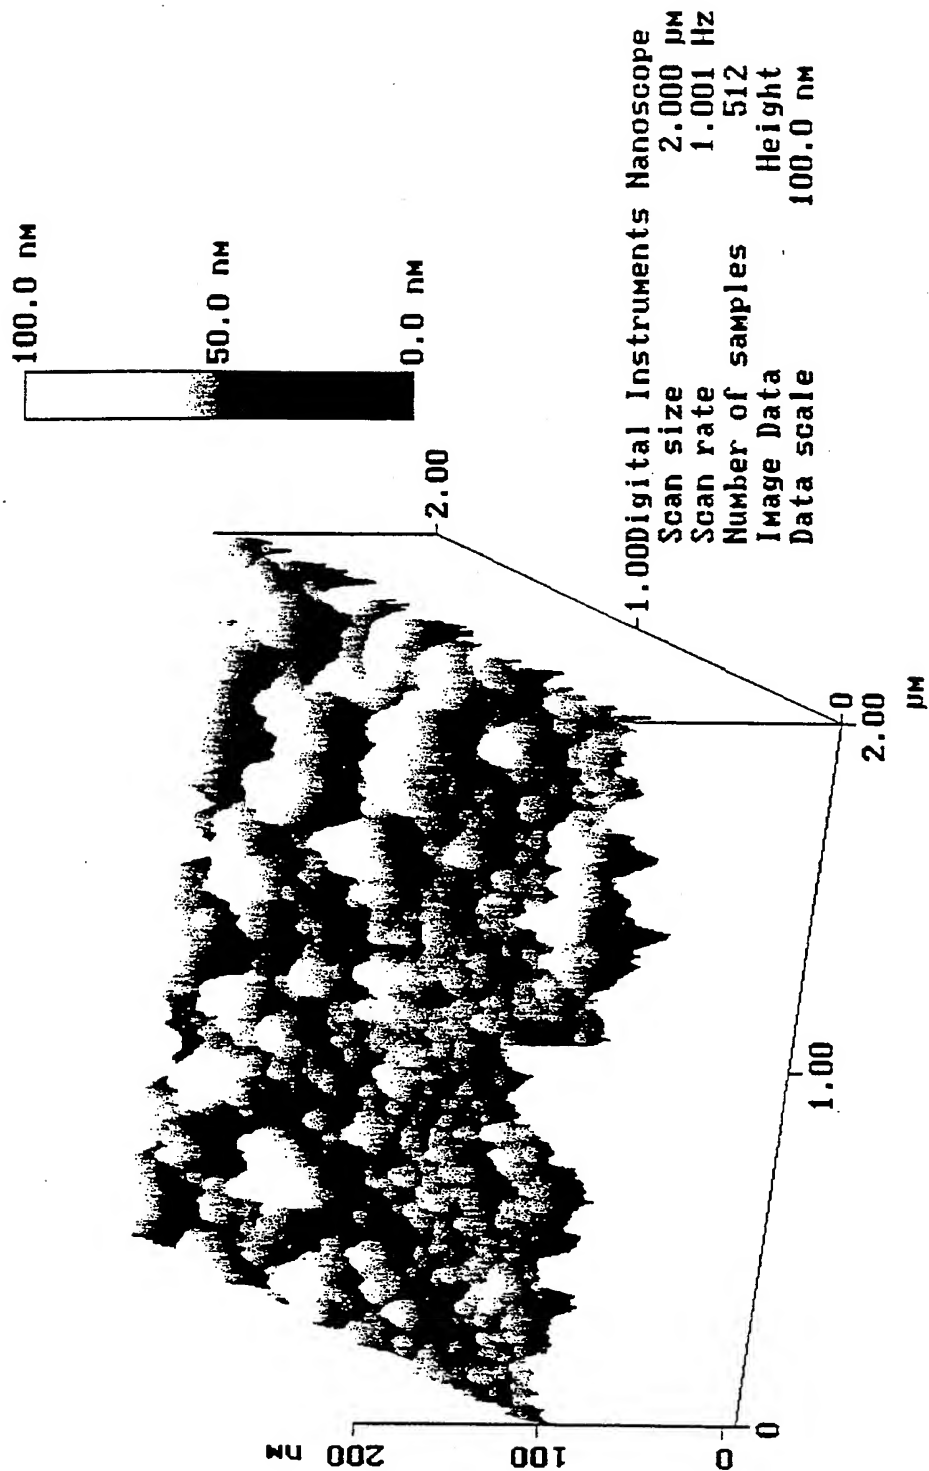 100.0 nM
50.0 nM
0.0 nM
2.00
1.00
0
2.00
μM
1.00
0
nM
200
100
0
Digital Instruments Nanoscope
Scan size 2.000 μM
Scan rate 1.001 Hz
Number of samples 512
Image Data Height
Data scale 100.0 nM